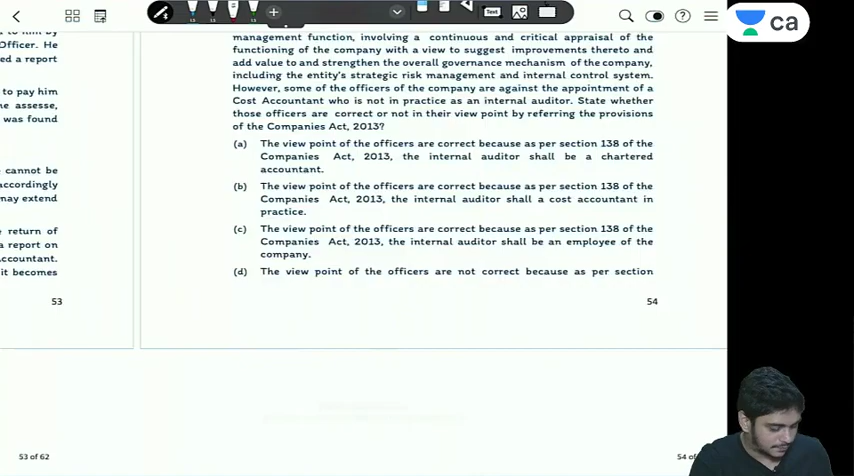 ca
Text
to him by
Officer. He
ed a report
to pay him
ne assesse,
was found
cannot be
accordingly
may extend
e return of
a report on
ccountant.
it becomes
53
management function, involving a continuous and critical appraisal of the
functioning of the company with a view to suggest improvements thereto and
add value to and strengthen the overall governance mechanism of the company,
including the entity's strategic risk management and internal control system.
However, some of the officers of the company are against the appointment of a
Cost Accountant who is not in practice as an internal auditor. State whether
those officers are correct or not in their view point by referring the provisions
of the Companies Act, 2013?
(a) The view point of the officers are correct because as per section 138 of the
Companies Act, 2013, the internal auditor shall be a chartered
accountant.
(b) The view point of the officers are correct because as per section 138 of the
Companies Act, 2013, the internal auditor shall a cost accountant in
practice.
(c) The view point of the officers are correct because as per section 138 of the
Companies Act, 2013, the internal auditor shall be an employee of the
company.
(d) The view point of the officers are not correct because as per section
54
53 of 62
54 of